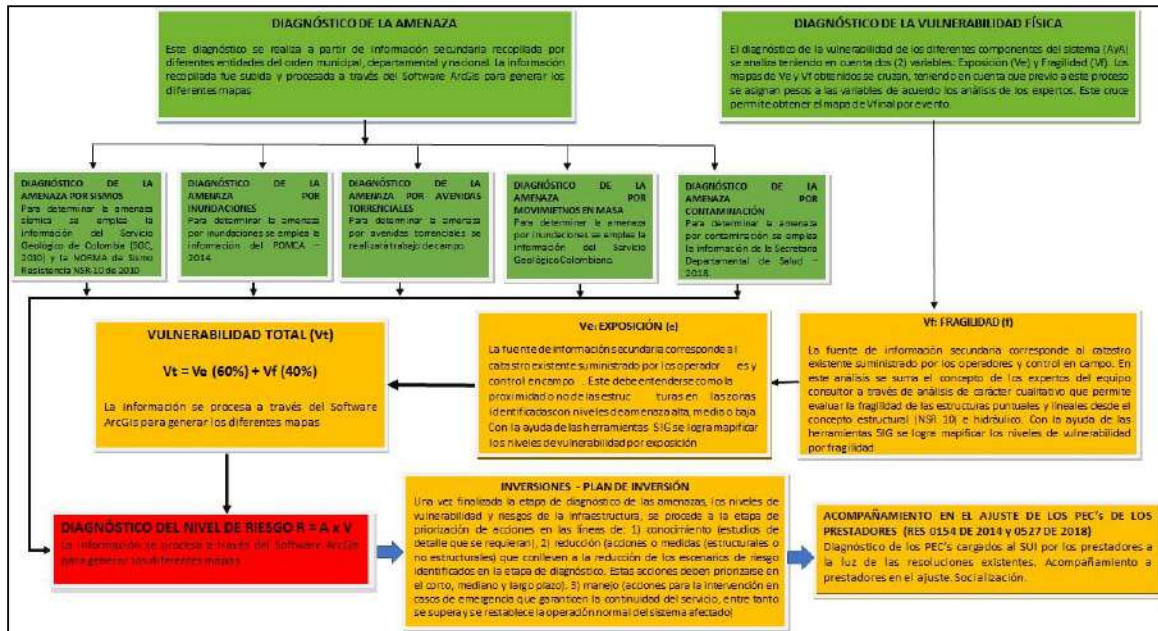 DIAGNÓSTICO DE LA AMENAZA
Este diagnóstico se realiza a partir de información secundaria recopilada por
diferentes entidades del orden municipal, departamental y nacional. La información
recopilada fue subida y procesada a través del Software ArcGis para generar los
diferentes mapas
DIAGNÓSTICO DE LA VULNERABILIDAD FÍSICA
El diagnóstico de la vulnerabilidad de los diferentes componentes del sistema (AyA)
se analiza teniendo en cuenta dos (2) variables: Exposición (Ve) y Fragilidad (Vf). Los
mapas de Ve y Vf obtenidos se cruzan, teniendo en cuenta que previo a este proceso
se asignan pesos a las variables de acuerdo los análisis de los expertos. Este cruce
permite obtener el mapa de Vfinal por evento.
DIAGNÓSTICO DE LA
AMENAZA POR SISMOS
Para determinar la amenaza
sísmica se emplea la
información del Servicio
Geológico de Colombia (SGC,
2010) y la NORMA de Sismo
Resistencia NSR-10 de 2010
DIAGNÓSTICO DE LA
AMENAZA POR
INUNDACIONES
Para determinar la amenaza
por inundaciones se emplea la
información del POMCA –
2014.
DIAGNÓSTICO DE LA
AMENAZA POR AVENIDAS
TORRENCIALES
Para determinar la amenaza
por avenidas torrenciales se
realizará trabajo de campo.
DIAGNÓSTICO DE LA
AMENAZA POR
MOVIMIETNOS EN MASA
Para determinar la amenaza
por inundaciones se emplea la
información del Servicio
Geológico Colombiano.
DIAGNÓSTICO DE LA
AMENAZA POR
CONTAMINACIÓN
Para determinar la amenaza
por contaminación se emplea
la información de la Secretaria
Departamental de Salud –
2018.
VULNERABILIDAD TOTAL (Vt)
Vt = Ve (60%) + Vf (40%)
La información se procesa a través del Software
ArcGis para generar los diferentes mapas
Ve: EXPOSICIÓN (e)
La fuente de información secundaria corresponde al
catastro existente suministrado por los operador es y
control en campo . Este debe entenderse como la
proximidad o no de las estruc turas en las zonas
identificadas con niveles de amenaza alta, media o baja
Con la ayuda de las herramientas SIG se logra mapificar
los niveles de vulnerabilidad por exposición
Vf: FRAGILIDAD (f)
La fuente de información secundaria corresponde al catastro
existente suministrado por los operadores y control en campo. En
este análisis se suma el concepto de los expertos del equipo
consultor a través de análisis de carácter cualitativo que permite
evaluar la fragilidad de las estructuras puntuales y lineales desde el
concepto estructural (NSR 10) e hidráulico. Con la ayuda de las
herramientas SIG se logra mapificar los niveles de vulnerabilidad
por fragilidad
DIAGNÓSTICO DEL NIVEL DE RIESGO R = A x V
La información se procesa a través del Software ArcGis
para generar los diferentes mapas
INVERSIONES - PLAN DE INVERSIÓN
Una vez finalizada la etapa de diagnóstico de las amenazas, los niveles de
vulnerabilidad y riesgos de la infraestructura, se procede a la etapa de
priorización de acciones en las líneas de: 1) conocimiento (estudios de
detalle que se requieran), 2) reducción (acciones o medidas (estructurales o
no estructurales) que conlleven a la reducción de los escenarios de riesgo
identificados en la etapa de diagnóstico. Estas acciones deben priorizarse en
el corto, mediano y largo plazo). 3) manejo (acciones para la intervención en
casos de emergencia que garanticen la continuidad del servicio, entre tanto
se supera y se restablece la operación normal del sistema afectado)
ACOMPAÑAMIENTO EN EL AJUSTE DE LOS PEC's DE LOS
PRESTADORES (RES 0154 DE 2014 y 0527 DE 2018)
Diagnóstico de los PEC's cargados al SUI por los prestadores a
la luz de las resoluciones existentes. Acompañamiento a
prestadores en el ajuste. Socialización.